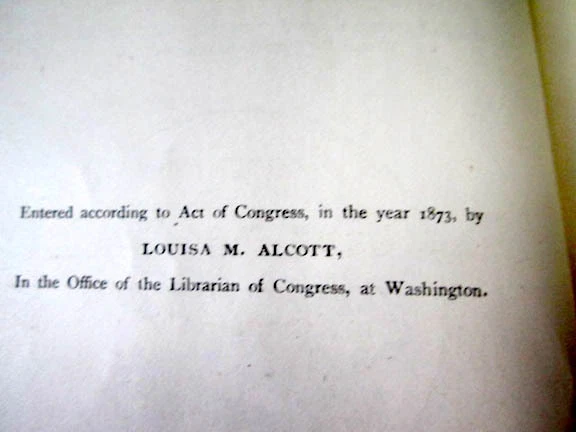 Entered according to Act of Congress, in the year 1873, by
LOUISA M. ALCOTT,
In the Office of the Librarian of Congress, at Washington.